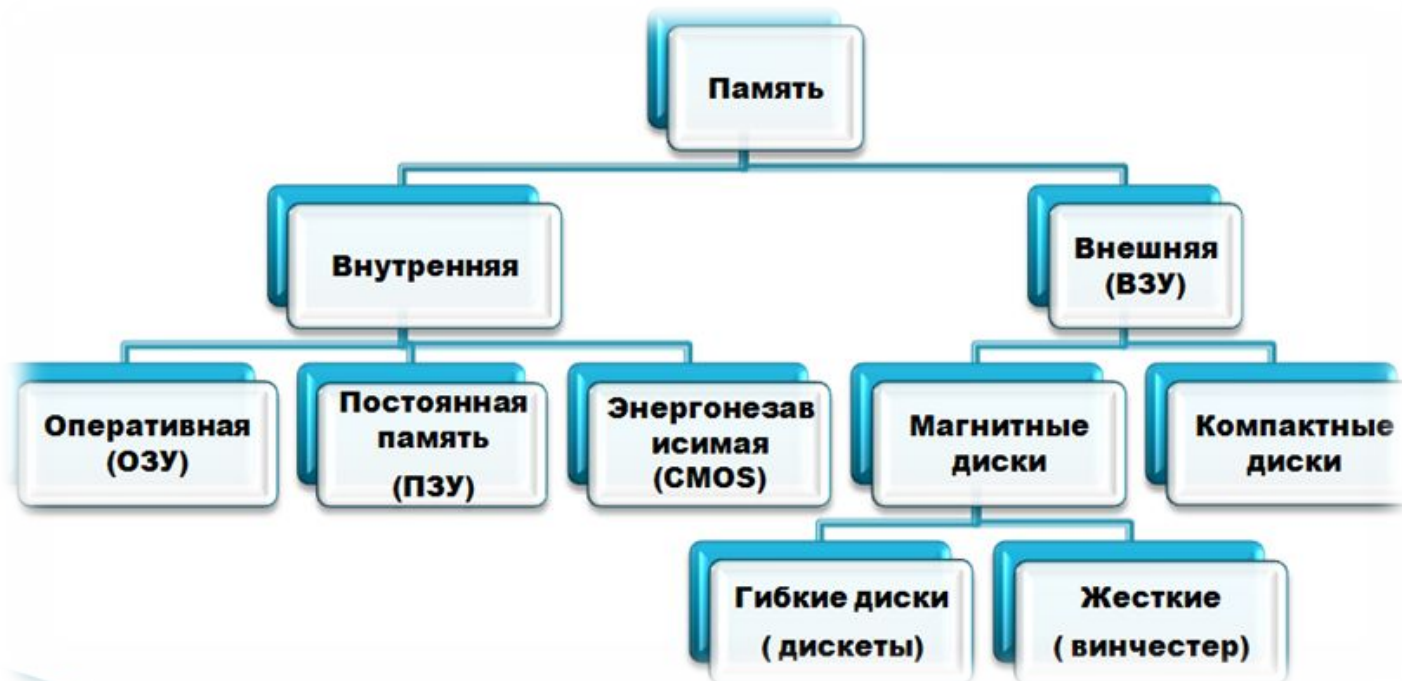 Память
Внутренняя
Внешняя
(ВЗУ)
Оперативная
(ОЗУ)
Постоянная
память
(ПЗУ)
Энергонезав
исимая
(CMOS)
Магнитные
диски
Компактные
диски
Гибкие диски
( дискеты)
Жесткие
( винчестер)